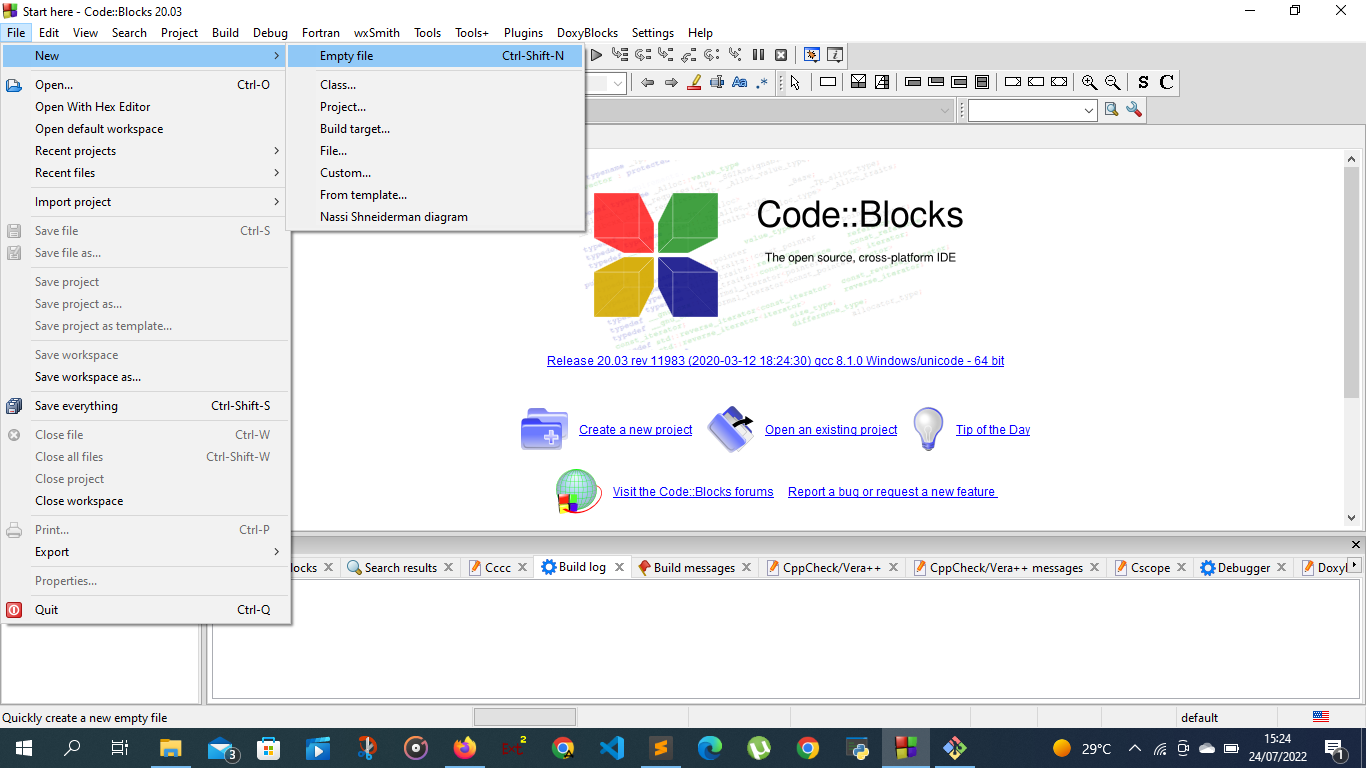 Start here - Code::Blocks 20.03
File Edit View Search Project Build Debug Fortran wxSmith Tools Tools+ Plugins DoxyBlocks Settings Help
New
Open... Ctrl-O
Open With Hex Editor
Open default workspace
Recent projects
Recent files
Import project
Save file Ctrl-S
Save file as...
Save project
Save project as...
Save project as template...
Save workspace
Save workspace as...
Save everything Ctrl-Shift-S
Close file Ctrl-W
Close all files Ctrl-Shift-W
Close project
Close workspace
Print... Ctrl-P
Export
Properties...
Quit Ctrl-Q
Empty file Ctrl-Shift-N
Class...
Project...
Build target...
File...
Custom...
From template...
Nassi Shneiderman diagram
Aa .*
S C
Code::Blocks
The open source, cross-platform IDE
Release 20.03 rev 11983 (2020-03-12 18:24:30) gcc 8.1.0 Windows/unicode - 64 bit
Create a new project Open an existing project Tip of the Day
Visit the Code::Blocks forums Report a bug or request a new feature
locks Search results Cccc Build log Build messages CppCheck/Vera++ CppCheck/Vera++ messages Cscope Debugger Doxy
Quickly create a new empty file default
3 29°C 15:24
24/07/2022 1